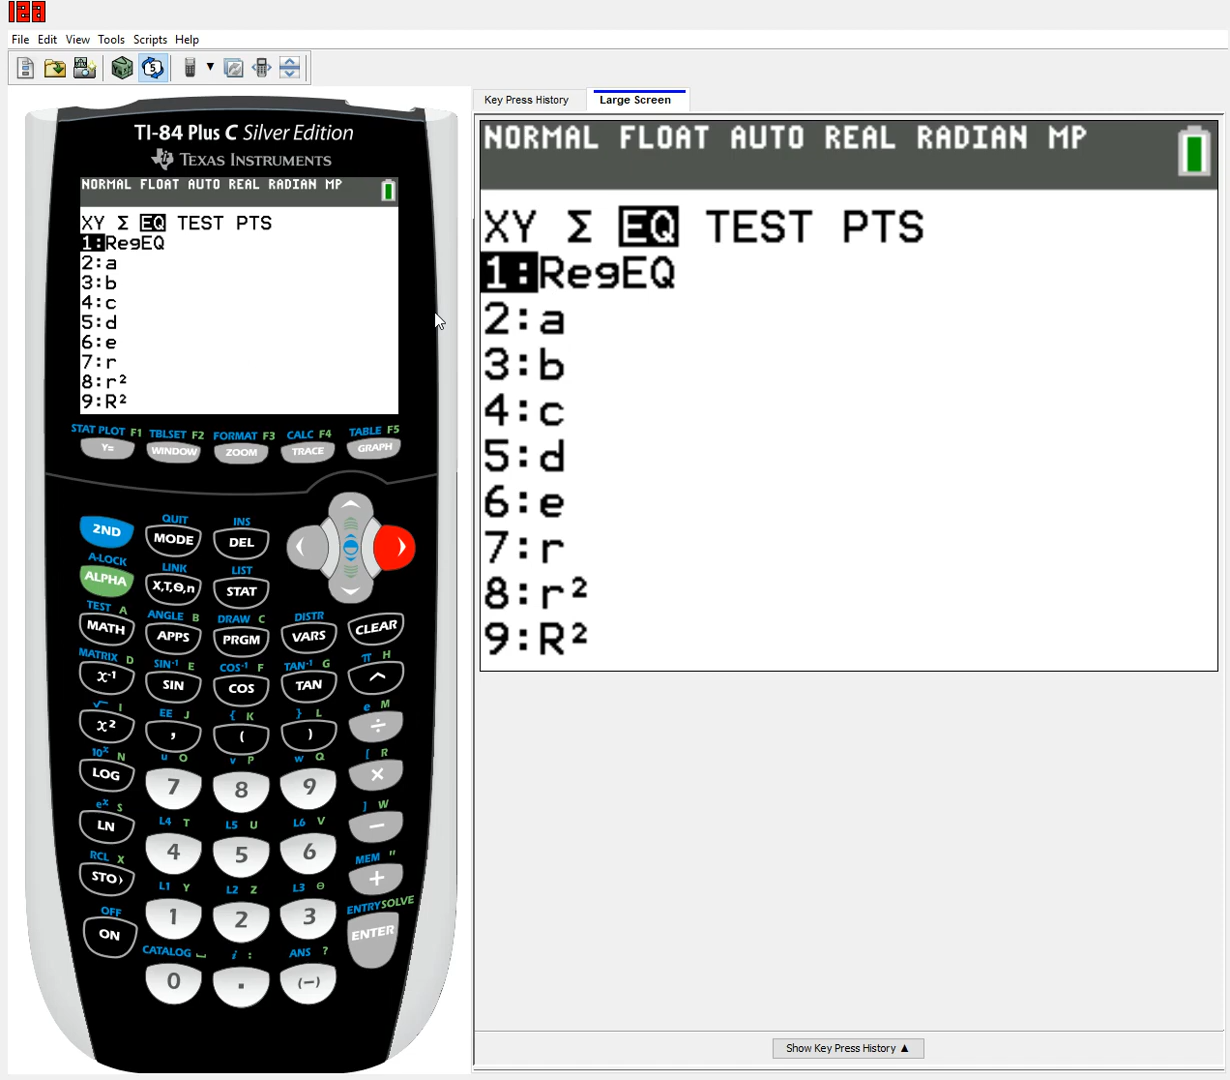 123
File Edit View Tools Scripts Help
5
Key Press History Large Screen
TI-84 Plus C Silver Edition
TEXAS INSTRUMENTS
NORMAL FLOAT AUTO REAL RADIAN MP
XY Σ EQ TEST PTS
1:RegEQ
2:a
3:b
4:c
5:d
6:e
7:r
8:r²
9:R²
STAT PLOT F1 TBLSET F2 FORMAT F3 CALC F4 TABLE F5
Y= WINDOW ZOOM TRACE GRAPH
QUIT INS
2ND MODE DEL
A-LOCK LINK LIST
ALPHA X,T,Θ,n STAT
TEST A ANGLE B DRAW C DISTR
MATH APPS PRGM VARS CLEAR
MATRIX D SIN⁻¹ E COS⁻¹ F TAN⁻¹ G π H
x⁻¹ SIN COS TAN ^
√ I EE J { K } L e M
x² , ( ) ÷
10ˣ N u O v P w Q [ R
LOG 7 8 9 ×
eˣ S L4 T L5 U L6 V ] W
LN 4 5 6 −
RCL X L1 Y L2 Z L3 Θ MEM "
STO› 1 2 3 +
OFF CATALOG ⎵ i : ANS ? ENTRY SOLVE
ON 0 . (−) ENTER
NORMAL FLOAT AUTO REAL RADIAN MP
XY Σ EQ TEST PTS
1:RegEQ
2:a
3:b
4:c
5:d
6:e
7:r
8:r²
9:R²
Show Key Press History ▲